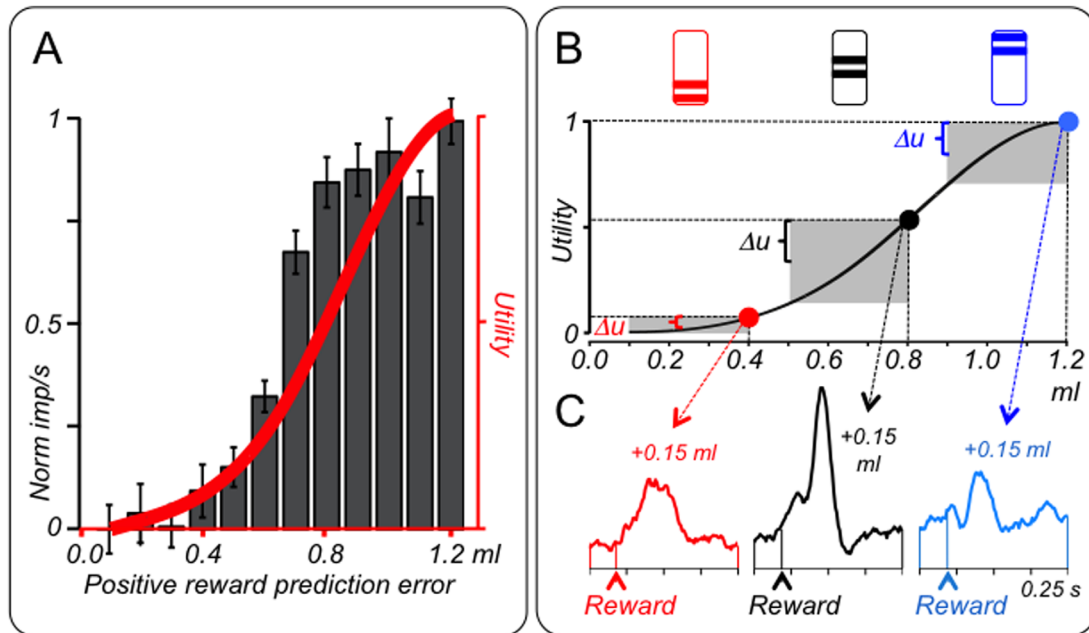 A
1
0.5
0
Norm imp/s
Utility
0.0 0.4 0.8 1.2 ml
Positive reward prediction error
B
1
Utility
0
Δu
Δu
Δu
0.0 0.2 0.4 0.6 0.8 1.0 1.2
ml
C
+0.15 ml
+0.15
ml
+0.15 ml
0.25 s
Reward Reward Reward